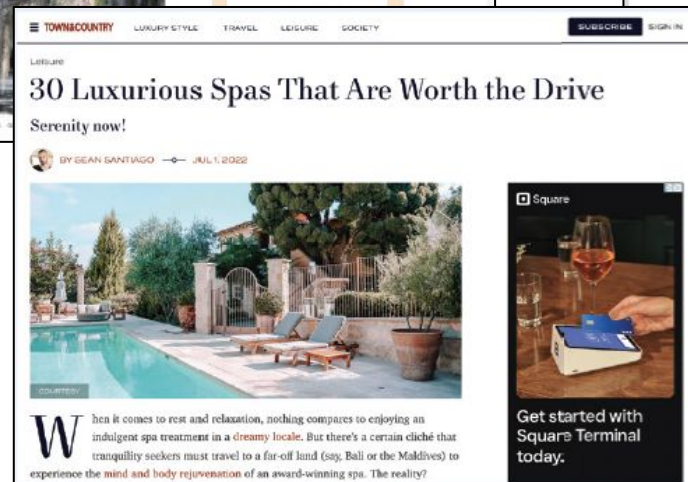 TOWN&COUNTRY LUXURY STYLE TRAVEL LEISURE SOCIETY SUBSCRIBE SIGN IN
Leisure
30 Luxurious Spas That Are Worth the Drive
Serenity now!
BY SEAN SANTIAGO JUL 1, 2022
COURTESY
When it comes to rest and relaxation, nothing compares to enjoying an
indulgent spa treatment in a dreamy locale. But there's a certain cliché that
tranquility seekers must travel to a far-off land (say, Bali or the Maldives) to
experience the mind and body rejuvenation of an award-winning spa. The reality?
Square
Get started with
Square Terminal
today.